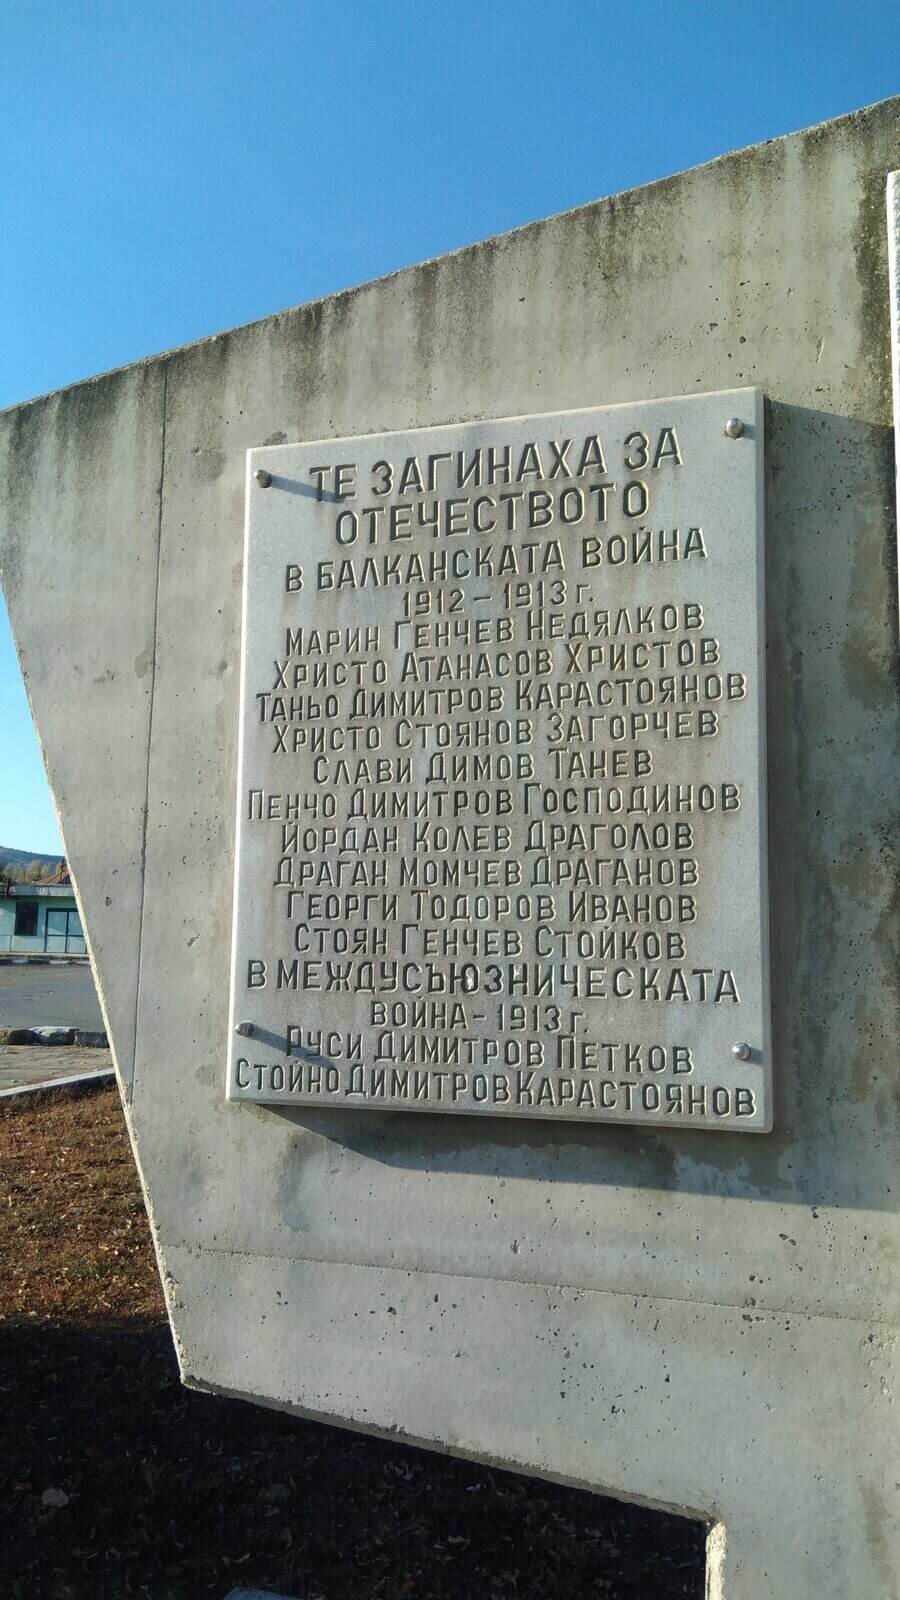 ТЕ ЗАГИНАХА ЗА
ОТЕЧЕСТВОТО
В БАЛКАНСКАТА ВОЙНА
1912 – 1913 г.
МАРИН ГЕНЧЕВ НЕДЯЛКОВ
ХРИСТО АТАНАСОВ ХРИСТОВ
ТАНЬО ДИМИТРОВ КАРАСТОЯНОВ
ХРИСТО СТОЯНОВ ЗАГОРЧЕВ
СЛАВИ ДИМОВ ТАНЕВ
ПЕНЧО ДИМИТРОВ ГОСПОДИНОВ
ЙОРДАН КОЛЕВ ДРАГОЛОВ
ДРАГАН МОМЧЕВ ДРАГАНОВ
ГЕОРГИ ТОДОРОВ ИВАНОВ
СТОЯН ГЕНЧЕВ СТОЙКОВ
В МЕЖДУСЪЮЗНИЧЕСКАТА
ВОЙНА – 1913 г.
РУСИ ДИМИТРОВ ПЕТКОВ
СТОЙНО ДИМИТРОВ КАРАСТОЯНОВ